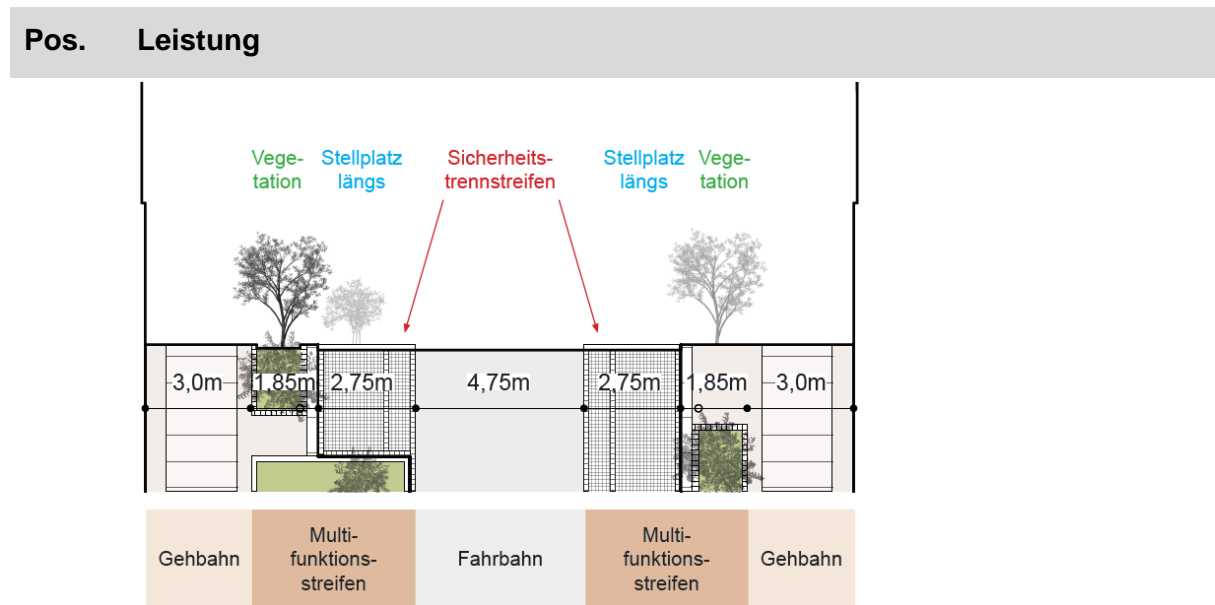 Pos. Leistung
Vege- Stellplatz Sicherheits- Stellplatz Vege-
tation längs trennstreifen längs tation
3,0m 1,85m 2,75m 4,75m 2,75m 1,85m 3,0m
Multi- Multi-
Gehbahn funktions- Fahrbahn funktions- Gehbahn
streifen streifen